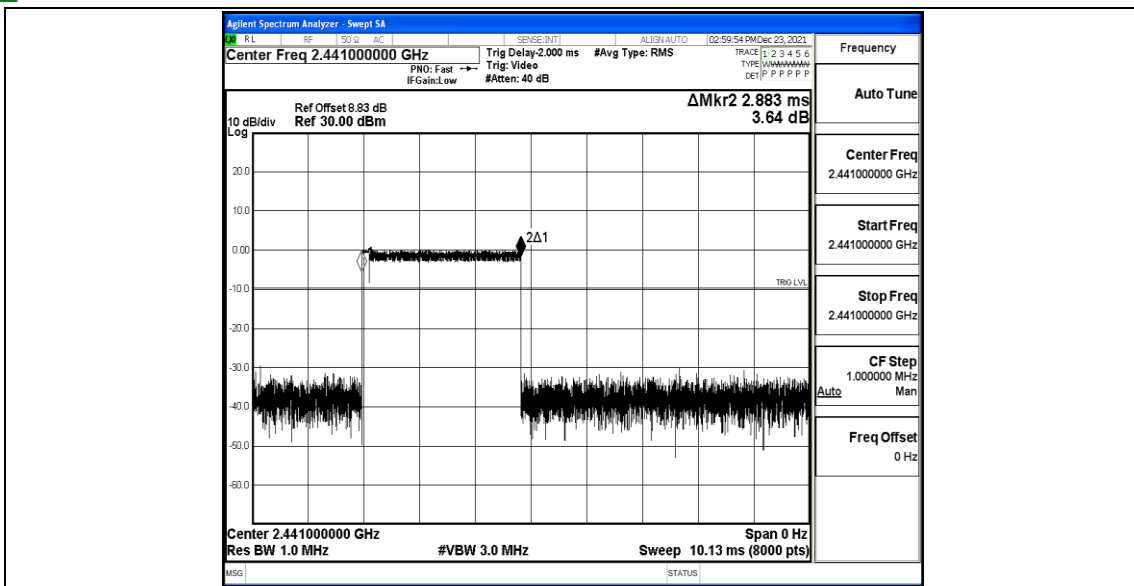 Agilent Spectrum Analyzer - Swept SA
RL RF 50 Ω AC SENSE:INT ALIGN AUTO 02:59:54 PM Dec 23, 2021
Center Freq 2.441000000 GHz
PNO: Fast
IFGain:Low
Trig Delay-2.000 ms
Trig: Video
#Atten: 40 dB
#Avg Type: RMS
TRACE 1 2 3 4 5 6
TYPE
DET P P P P P P
Ref Offset 8.83 dB
10 dB/div Ref 30.00 dBm
Log
ΔMkr2 2.883 ms
3.64 dB
20.0
10.0
0.00
-10.0
-20.0
-30.0
-40.0
-50.0
-60.0
2Δ1
TRIG LVL
Center 2.441000000 GHz
Span 0 Hz
Res BW 1.0 MHz
#VBW 3.0 MHz
Sweep 10.13 ms (8000 pts)
MSG
STATUS
Frequency
Auto Tune
Center Freq
2.441000000 GHz
Start Freq
2.441000000 GHz
Stop Freq
2.441000000 GHz
CF Step
1.000000 MHz
Auto Man
Freq Offset
0 Hz